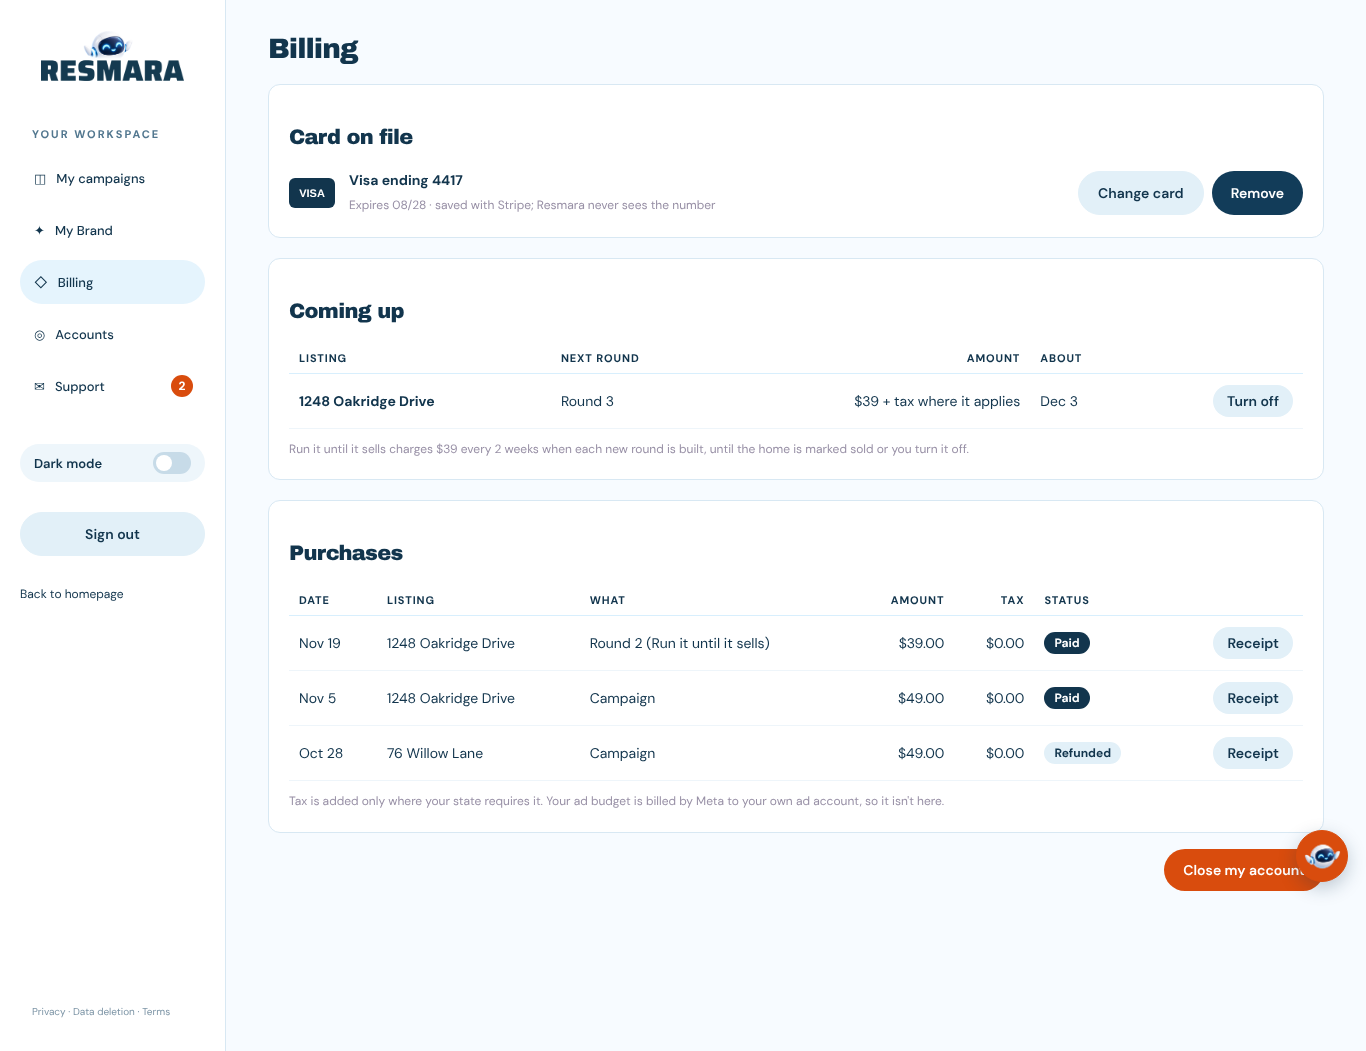 RESMARA
YOUR WORKSPACE
My campaigns
My Brand
Billing
Accounts
Support 2
Dark mode
Sign out
Back to homepage
Privacy · Data deletion · Terms
Billing
Card on file
VISA
Visa ending 4417
Expires 08/28 · saved with Stripe; Resmara never sees the number
Change card
Remove
Coming up
LISTING NEXT ROUND AMOUNT ABOUT
1248 Oakridge Drive Round 3 $39 + tax where it applies Dec 3 Turn off
Run it until it sells charges $39 every 2 weeks when each new round is built, until the home is marked sold or you turn it off.
Purchases
DATE LISTING WHAT AMOUNT TAX STATUS
Nov 19 1248 Oakridge Drive Round 2 (Run it until it sells) $39.00 $0.00 Paid Receipt
Nov 5 1248 Oakridge Drive Campaign $49.00 $0.00 Paid Receipt
Oct 28 76 Willow Lane Campaign $49.00 $0.00 Refunded Receipt
Tax is added only where your state requires it. Your ad budget is billed by Meta to your own ad account, so it isn't here.
Close my account